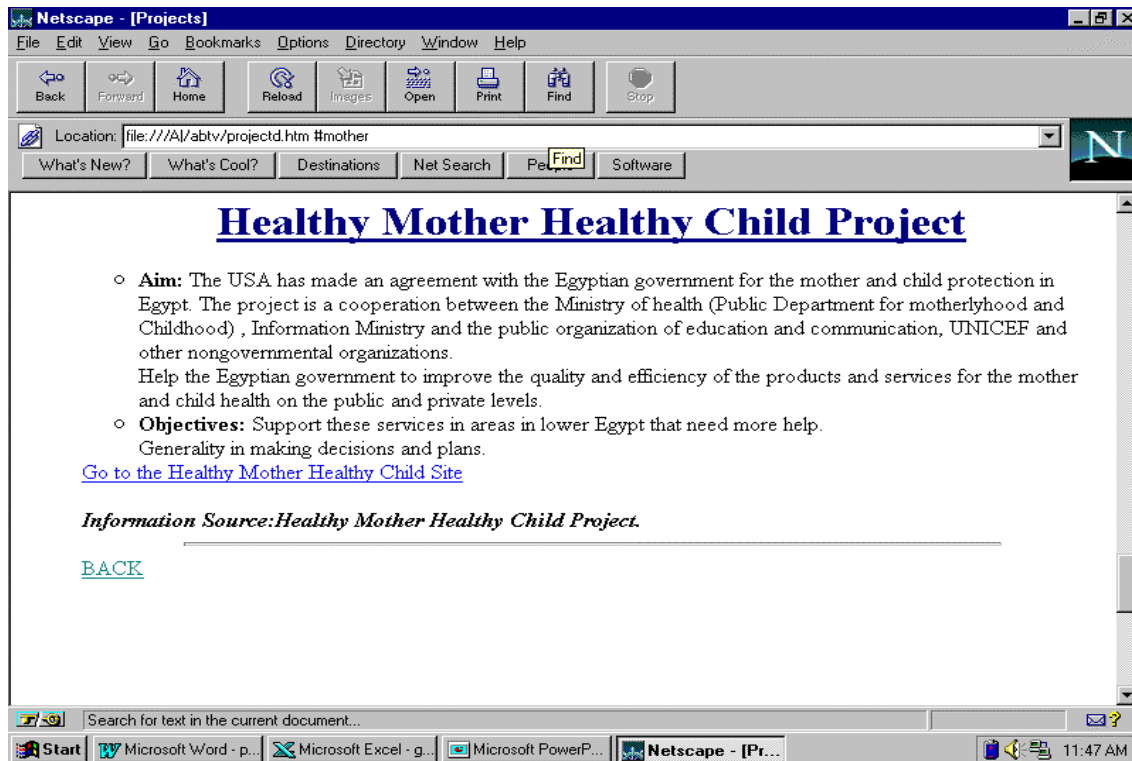 Netscape - [Projects]
File Edit View Go Bookmarks Options Directory Window Help
Back Forward Home Reload Images Open Print Find Stop
Location: file:///A|/abtv/projectd.htm #mother
N
What's New? What's Cool? Destinations Net Search People Software
Find
Healthy Mother Healthy Child Project
Aim: The USA has made an agreement with the Egyptian government for the mother and child protection in
Egypt. The project is a cooperation between the Ministry of health (Public Department for motherlyhood and
Childhood) , Information Ministry and the public organization of education and communication, UNICEF and
other nongovernmental organizations.
Help the Egyptian government to improve the quality and efficiency of the products and services for the mother
and child health on the public and private levels.
Objectives: Support these services in areas in lower Egypt that need more help.
Generality in making decisions and plans.
Go to the Healthy Mother Healthy Child Site
Information Source:Healthy Mother Healthy Child Project.
BACK
Search for text in the current document...
Start Microsoft Word - p... Microsoft Excel - g... Microsoft PowerP... Netscape - [Pr... 11:47 AM